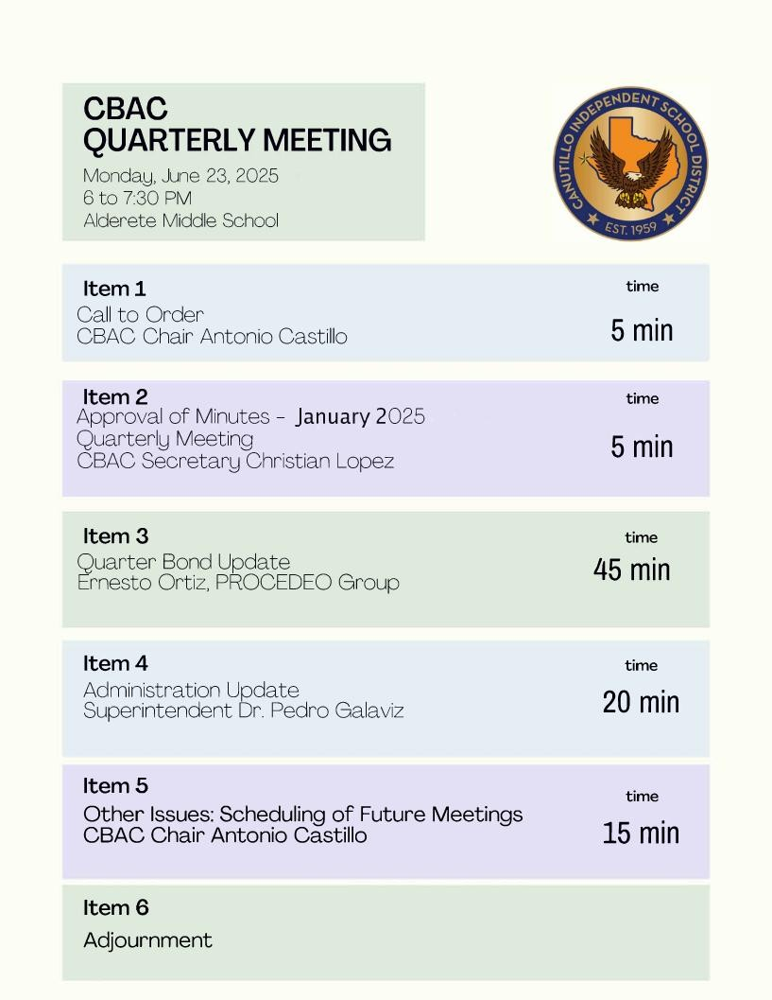 CBAC
QUARTERLY MEETING
Monday, June 23, 2025
6 to 7:30 PM
Alderete Middle School
CANUTILLO INDEPENDENT SCHOOL DISTRICT
EST. 1959
Item 1
time
Call to Order
CBAC Chair Antonio Castillo
5 min
Item 2
time
Approval of Minutes - January 2025
Quarterly Meeting
CBAC Secretary Christian Lopez
5 min
Item 3
time
Quarter Bond Update
Ernesto Ortiz, PROCEDEO Group
45 min
Item 4
time
Administration Update
Superintendent Dr. Pedro Galaviz
20 min
Item 5
time
Other Issues: Scheduling of Future Meetings
CBAC Chair Antonio Castillo
15 min
Item 6
Adjournment